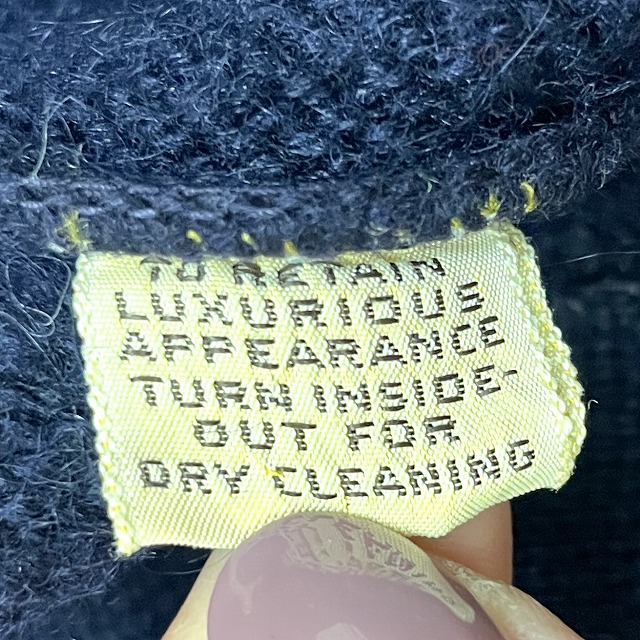 TO RETAIN
LUXURIOUS
APPEARANCE
TURN INSIDE-
OUT FOR
DRY CLEANING